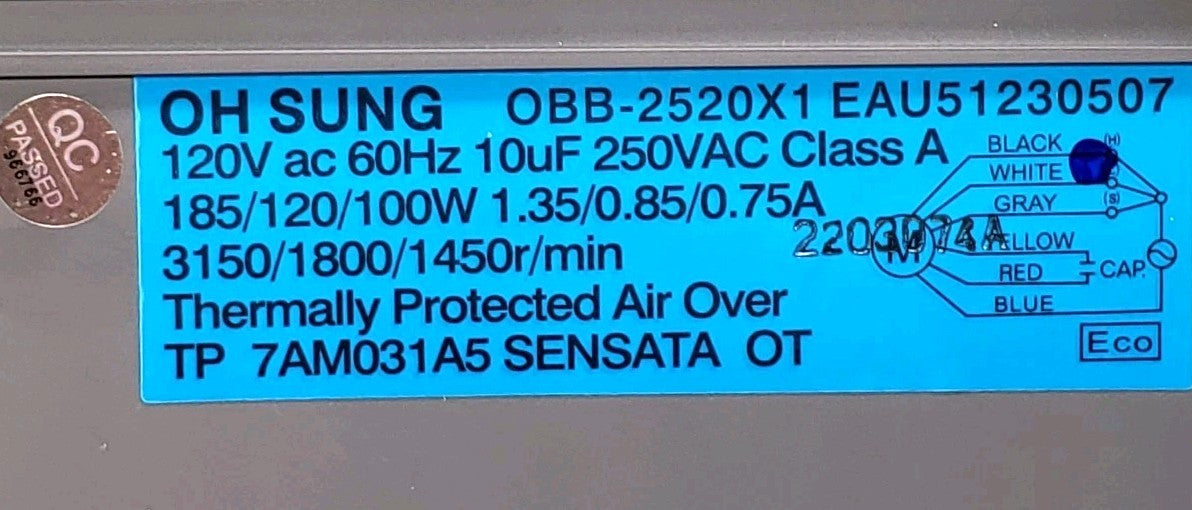 QC
PASSED
966766
OH SUNG OBB-2520X1 EAU51230507
120V ac 60Hz 10uF 250VAC Class A
185/120/100W 1.35/0.85/0.75A
3150/1800/1450r/min
Thermally Protected Air Over
TP 7AM031A5 SENSATA OT
BLACK (H)
WHITE
GRAY (S)
YELLOW
RED CAP.
BLUE
M
Eco